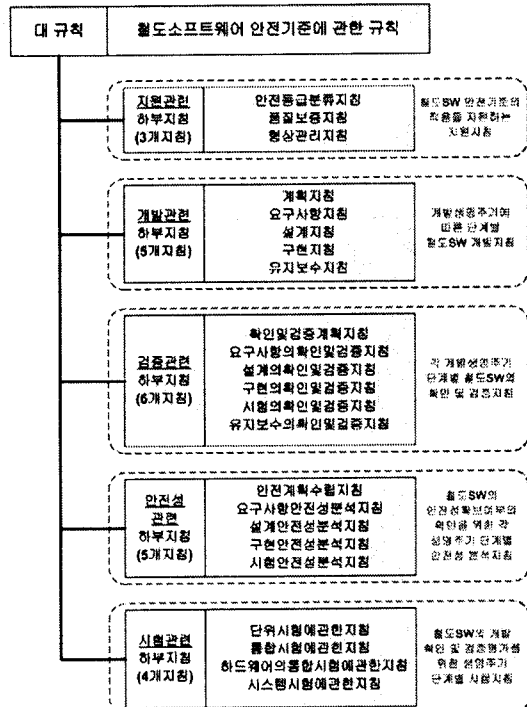 대 규칙
철도소프트웨어 안전기준에 관한 규칙
지원관련
하부지침
(3개지침)
안전등급분류지침
품질보증지침
형상관리지침
철도SW 안전기준의
적용을 지원하는
지원지침
개발관련
하부지침
(5개지침)
계획지침
요구사항지침
설계지침
구현지침
유지보수지침
개발생명주기에
따른 단계별
철도SW 개발지침
검증관련
하부지침
(6개지침)
확인및검증계획지침
요구사항의확인및검증지침
설계의확인및검증지침
구현의확인및검증지침
시험의확인및검증지침
유지보수의확인및검증지침
각 개발생명주기
단계별 철도SW의
확인 및 검증지침
안전성
관련
하부지침
(5개지침)
안전계획수립지침
요구사항안전성분석지침
설계안전성분석지침
구현안전성분석지침
시험안전성분석지침
철도SW의
안전성확보여부의
확인을 위한 각
생명주기 단계별
안전성 분석지침
시험관련
하부지침
(4개지침)
단위시험에관한지침
통합시험에관한지침
하드웨어의통합시험에관한지침
시스템시험에관한지침
철도SW의 개발
확인 및 검증평가를
위한 생명주기
단계별 시험지침